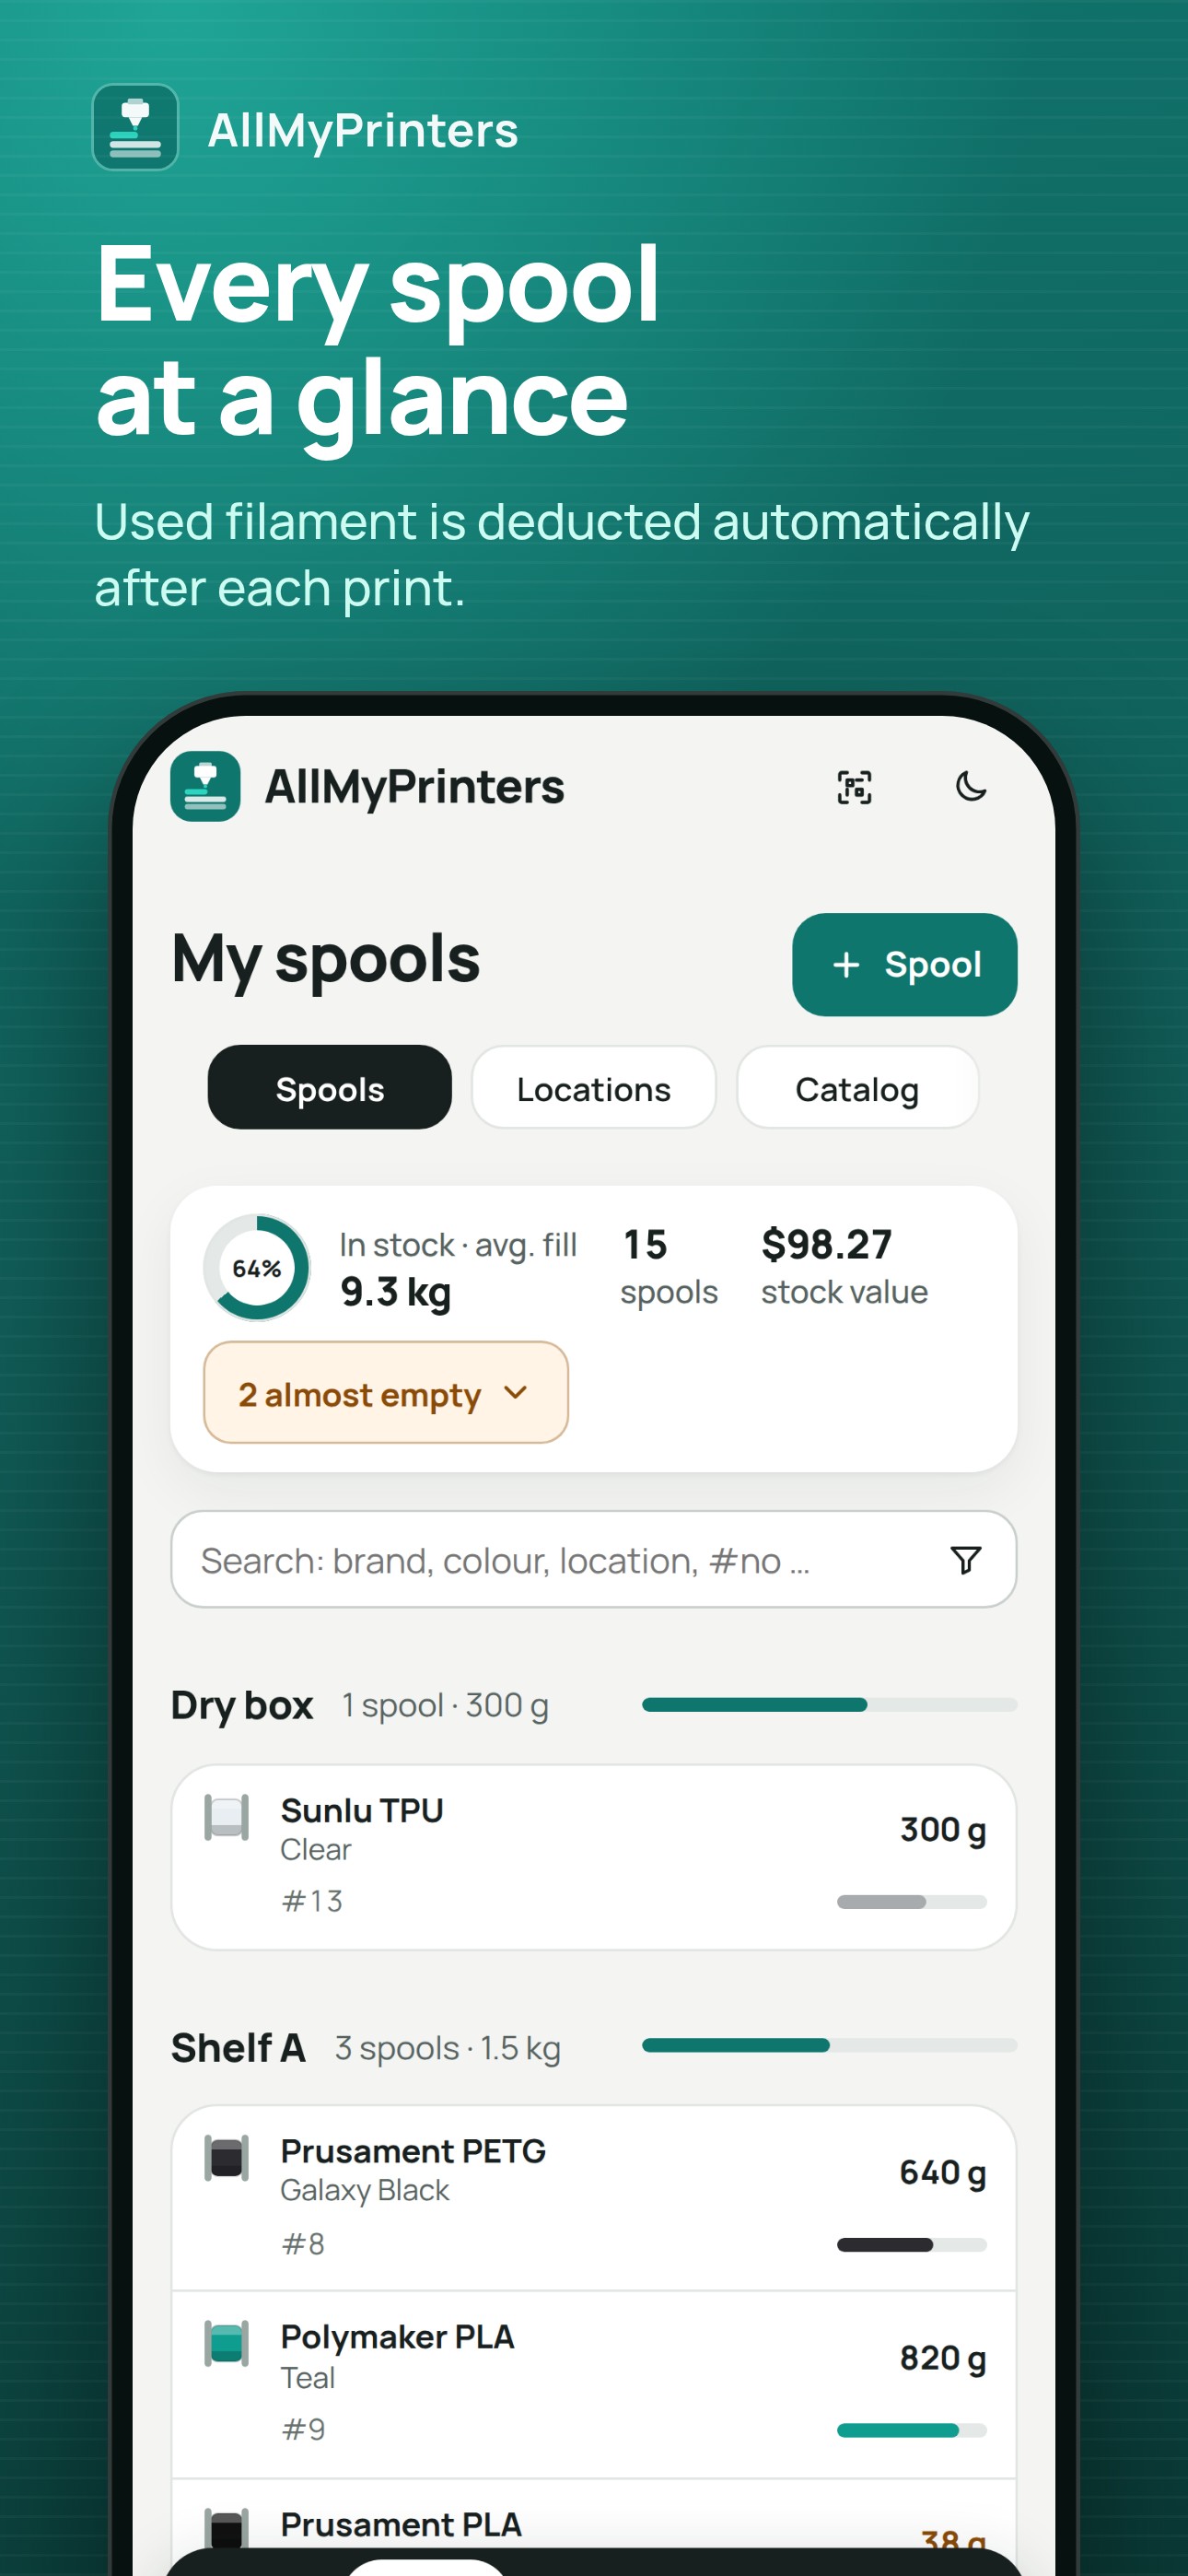 AllMyPrinters
Every spool
at a glance
Used filament is deducted automatically
after each print.
AllMyPrinters
My spools
+ Spool
Spools
Locations
Catalog
64%
In stock · avg. fill
9.3 kg
15
spools
$98.27
stock value
2 almost empty
Search: brand, colour, location, #no ...
Dry box
1 spool · 300 g
Sunlu TPU
Clear
#13
300 g
Shelf A
3 spools · 1.5 kg
Prusament PETG
Galaxy Black
#8
640 g
Polymaker PLA
Teal
#9
820 g
Prusament PLA
38 g